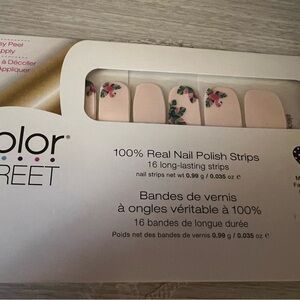 sy Peel
pply
à Décoller
Appliquer
olor
REET
100% Real Nail Polish Strips
16 long-lasting strips
nail strips net wt 0.99 g / 0.035 oz ℮
Bandes de vernis
à ongles véritable à 100%
16 bandes de longue durée
Poids net des bandes de vernis 0.99 g / 0.035 oz ℮